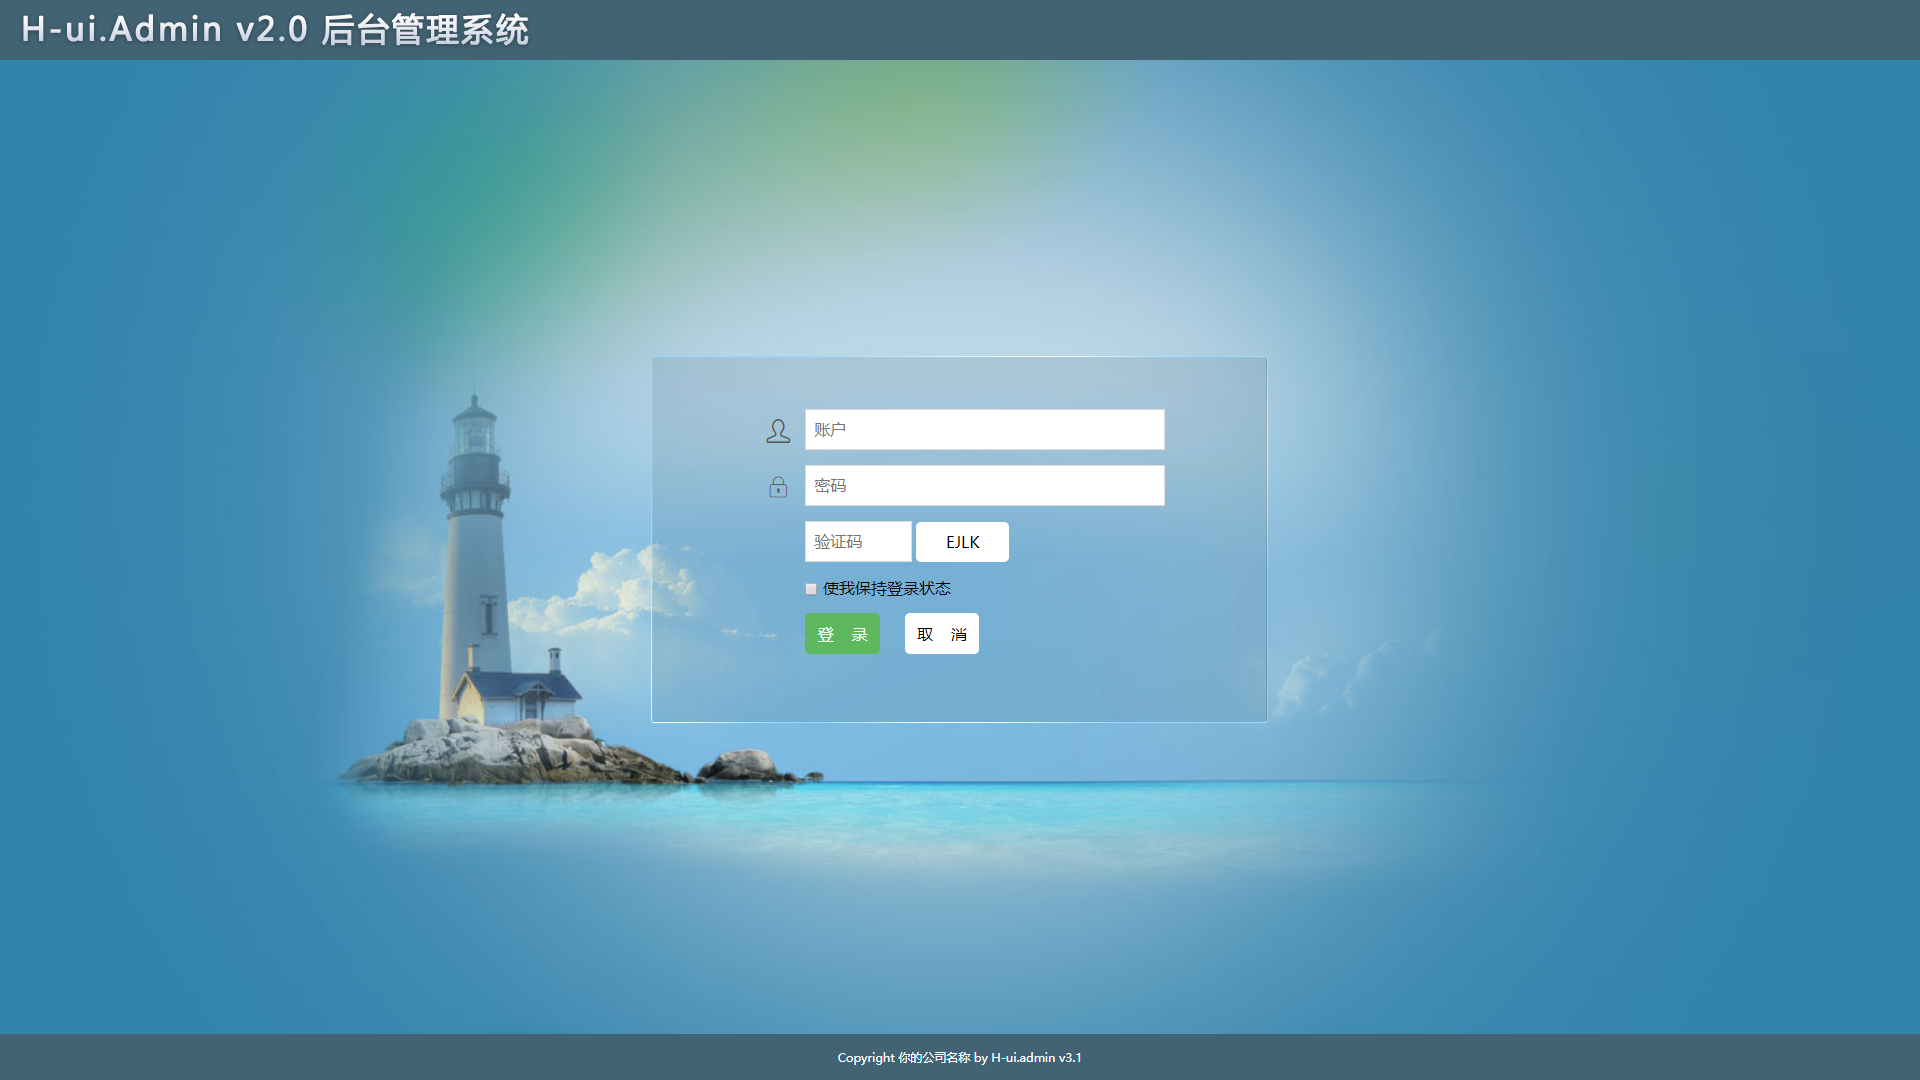 H-ui.Admin v2.0 后台管理系统
账户
密码
验证码 EJLK
使我保持登录状态
登 录 取 消
Copyright 你的公司名称 by H-ui.admin v3.1